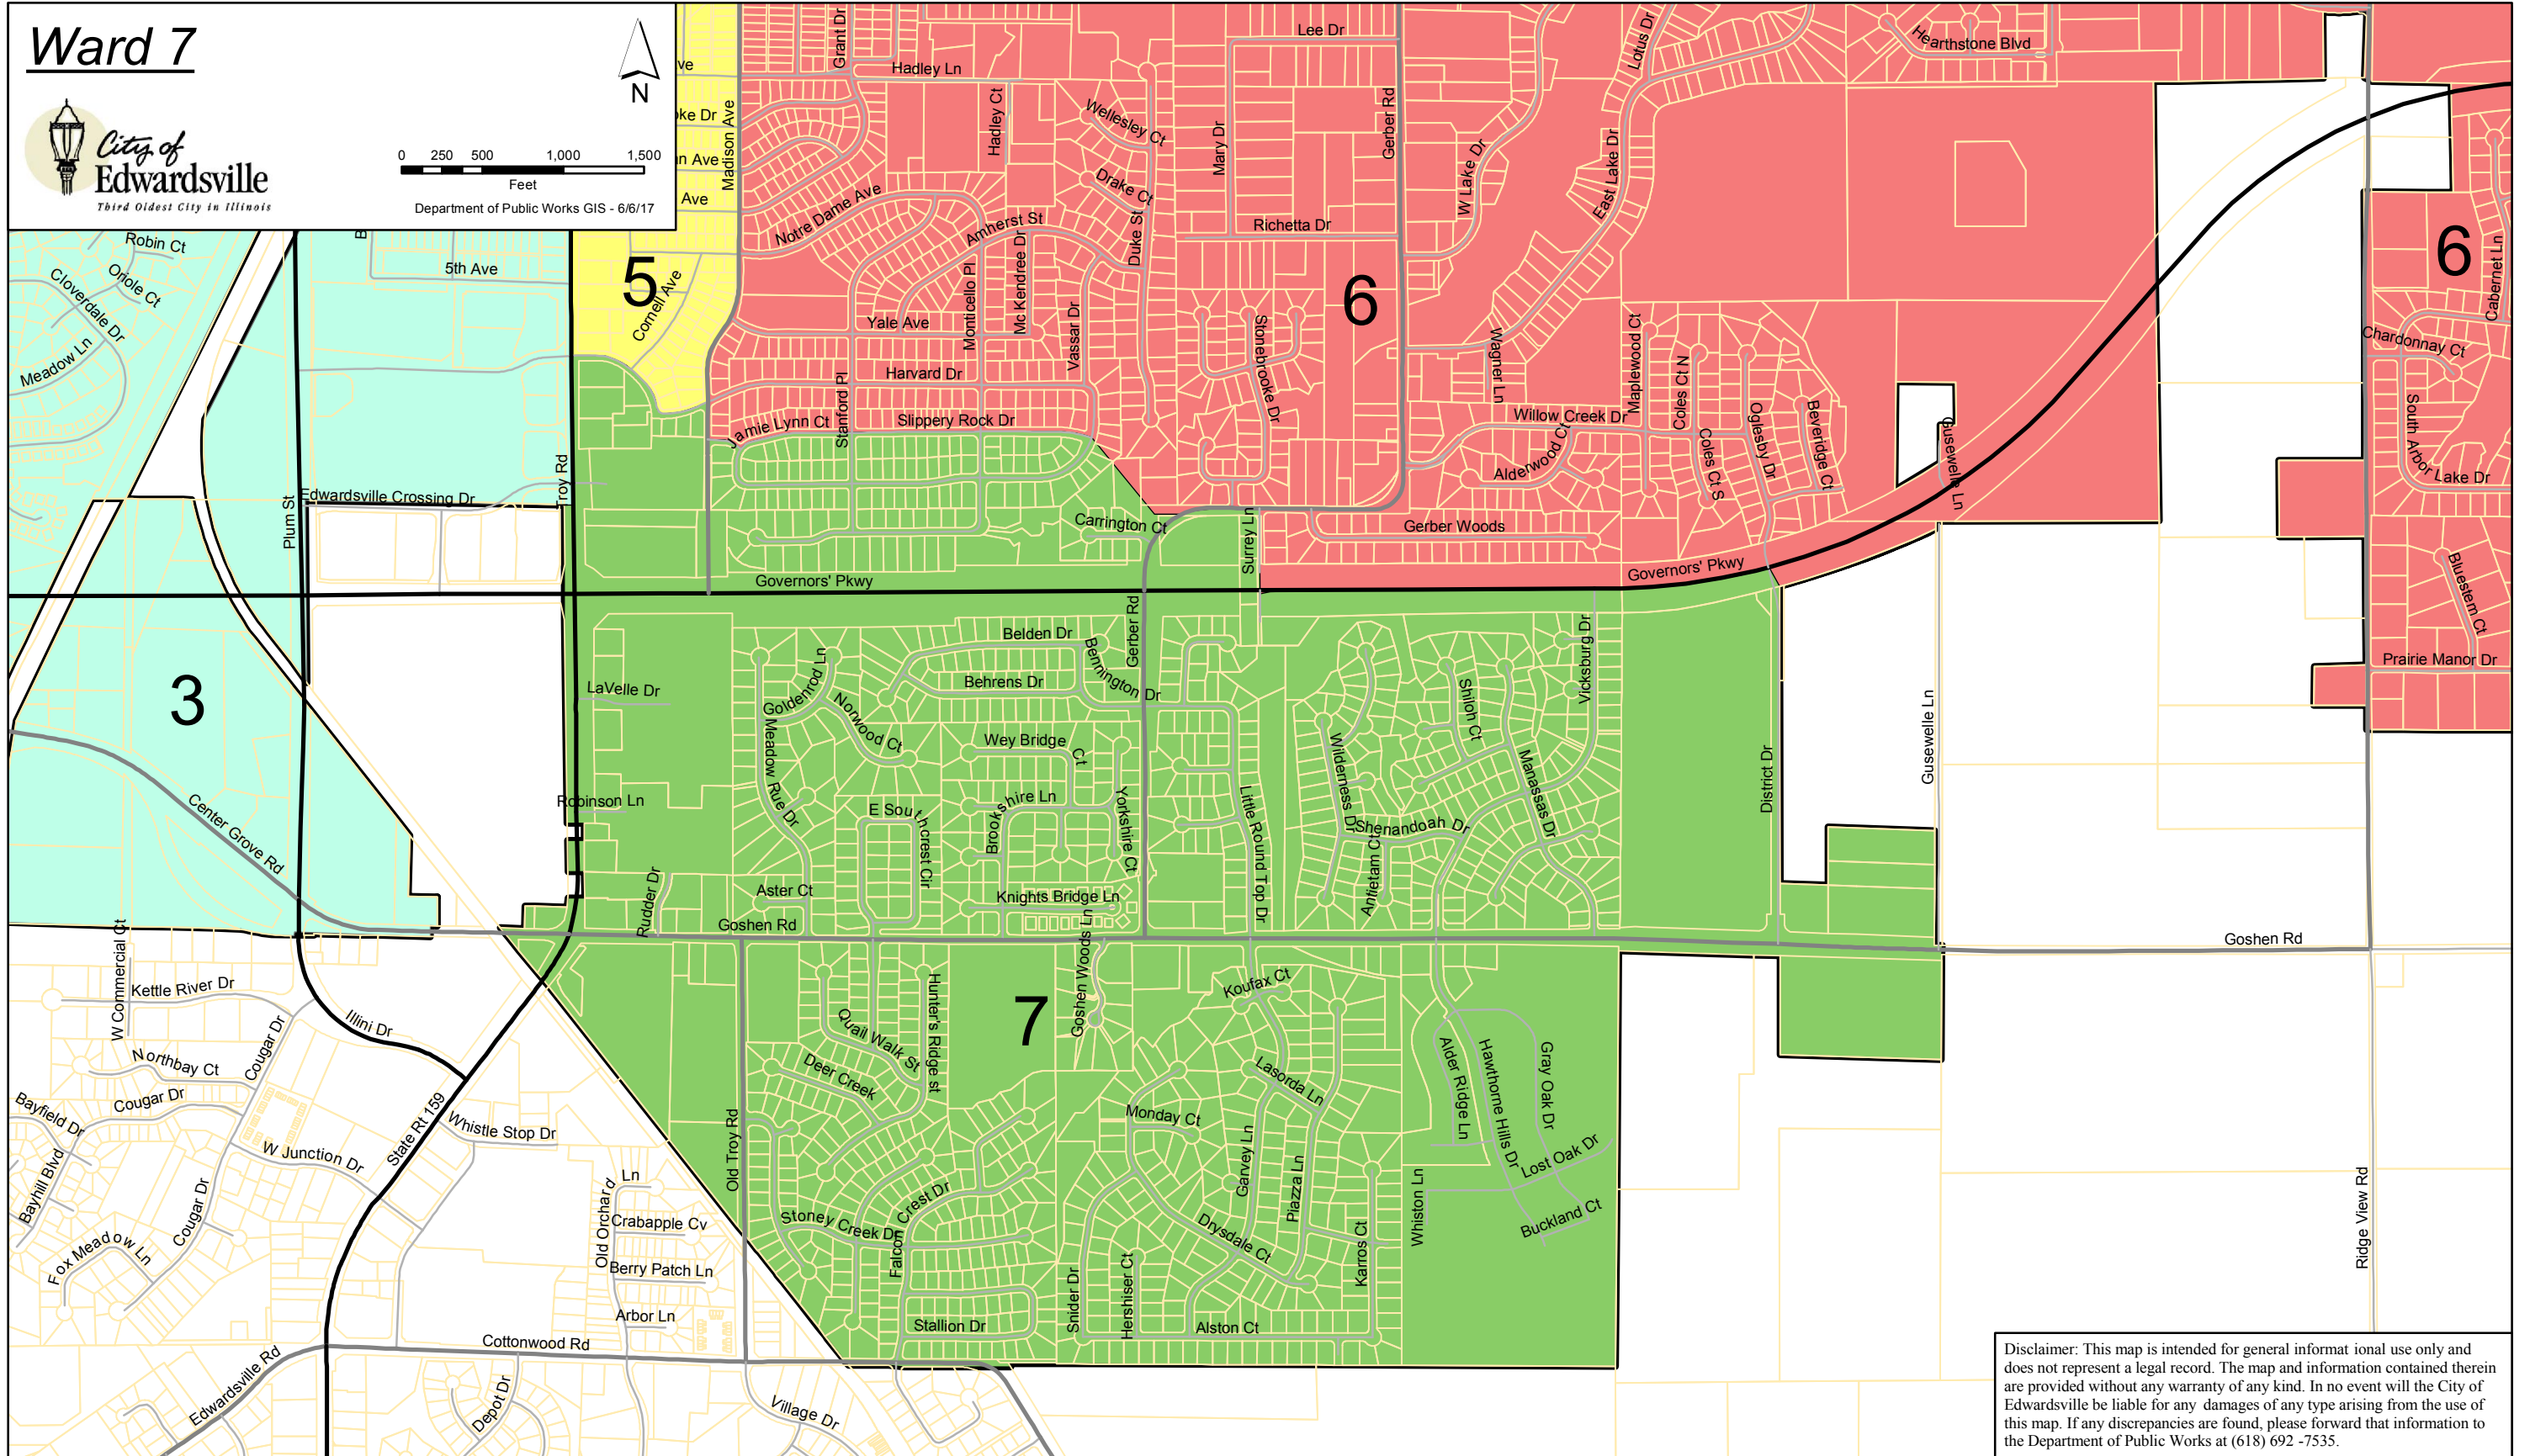 Ward 7
City of
Edwardsville
Third Oldest City in Illinois
N
0 250 500 1,000 1,500
Feet
Department of Public Works GIS - 6/6/17
Grant Dr
Hadley Ln
Lee Dr
Lotus Dr
Hearthstone Blvd
Madison Ave
Hadley Ct
Wellesley Ct
Mary Dr
Gerber Rd
W Lake Dr
East Lake Dr
Ave
Drake Ct
Notre Dame Ave
Amherst St
Duke St
Richetta Dr
Robin Ct
Oriole Ct
Cloverdale Dr
Meadow Ln
5th Ave
5
Cornell Ave
Monticello Pl
Mc Kendree Dr
Vassar Dr
Yale Ave
Harvard Dr
Stanford Pl
Jamie Lynn Ct
Slippery Rock Dr
Stonebrooke Dr
6
Wagner Ln
Maplewood Ct
Coles Ct N
Willow Creek Dr
Alderwood Ct
Coles Ct S
Oglesby Dr
Beveridge Ct
Gusewelle Ln
6
Cabernet Ln
Chardonnay Ct
South Arbor Lake Dr
Bluestem Ct
Prairie Manor Dr
Plum St
Edwardsville Crossing Dr
Troy Rd
Carrington Ct
Surrey Ln
Gerber Woods
Governors' Pkwy
Governors' Pkwy
3
LaVelle Dr
Goldenrod Ln
Norwood Ct
Meadow Rue Dr
Belden Dr
Behrens Dr
Bennington Dr
Gerber Rd
Wey Bridge Ct
Shiloh Ct
Vicksburg Dr
Wilderness Dr
Manassas Dr
District Dr
Gusewelle Ln
Center Grove Rd
Robinson Ln
E Southcrest Cir
Brookshire Ln
Yorkshire Ct
Little Round Top Dr
Shenandoah Dr
Antietam Ct
Rudder Dr
Aster Ct
Knights Bridge Ln
Goshen Rd
Goshen Rd
W Commercial Ct
Kettle River Dr
Illini Dr
Cougar Dr
Northbay Ct
Cougar Dr
Bayfield Dr
Bayhill Blvd
W Junction Dr
State Rt 159
Whistle Stop Dr
Cougar Dr
Fox Meadow Ln
Old Troy Rd
Quail Walk St
Hunter's Ridge st
Deer Creek
7
Goshen Woods Ln
Koufax Ct
Lasorda Ln
Monday Ct
Garvey Ln
Piazza Ln
Alder Ridge Ln
Hawthorne Hills Dr
Gray Oak Dr
Lost Oak Dr
Whiston Ln
Buckland Ct
Ridge View Rd
Old Orchard Ln
Crabapple Cv
Berry Patch Ln
Arbor Ln
Stoney Creek Dr
Falcon Crest Dr
Stallion Dr
Snider Dr
Hershiser Ct
Drysdale Ct
Karros Ct
Alston Ct
Cottonwood Rd
Edwardsville Rd
Depot Dr
Village Dr
Disclaimer: This map is intended for general informat ional use only and
does not represent a legal record. The map and information contained therein
are provided without any warranty of any kind. In no event will the City of
Edwardsville be liable for any damages of any type arising from the use of
this map. If any discrepancies are found, please forward that information to
the Department of Public Works at (618) 692 -7535.